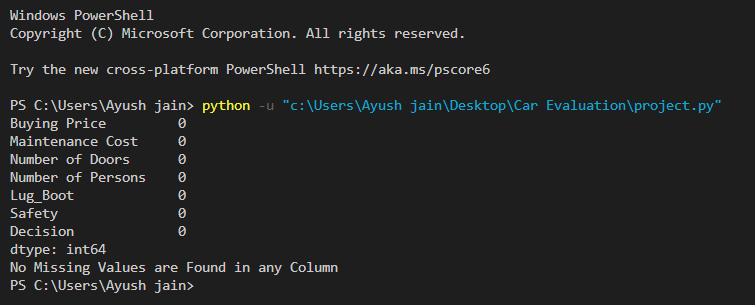 Windows PowerShell
Copyright (C) Microsoft Corporation. All rights reserved.
Try the new cross-platform PowerShell https://aka.ms/pscore6
PS C:\Users\Ayush jain> python -u "c:\Users\Ayush jain\Desktop\Car Evaluation\project.py"
Buying Price 0
Maintenance Cost 0
Number of Doors 0
Number of Persons 0
Lug_Boot 0
Safety 0
Decision 0
dtype: int64
No Missing Values are Found in any Column
PS C:\Users\Ayush jain>